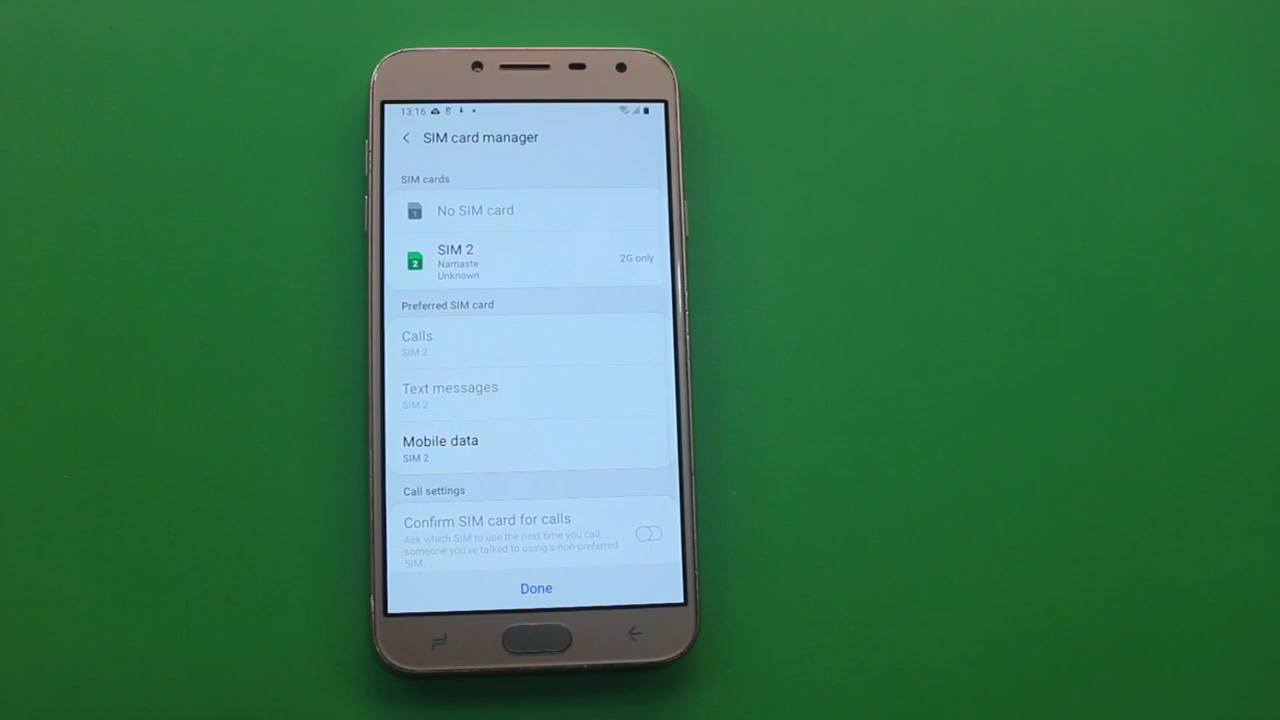 13:16
SIM card manager
SIM cards
1
No SIM card
SIM 2
2
Namaste
Unknown
2G only
Preferred SIM card
Calls
SIM 2
Text messages
SIM 2
Mobile data
SIM 2
Call settings
Confirm SIM card for calls
Ask which SIM to use the next time you call
someone you've talked to using a non-preferred
SIM.
Done